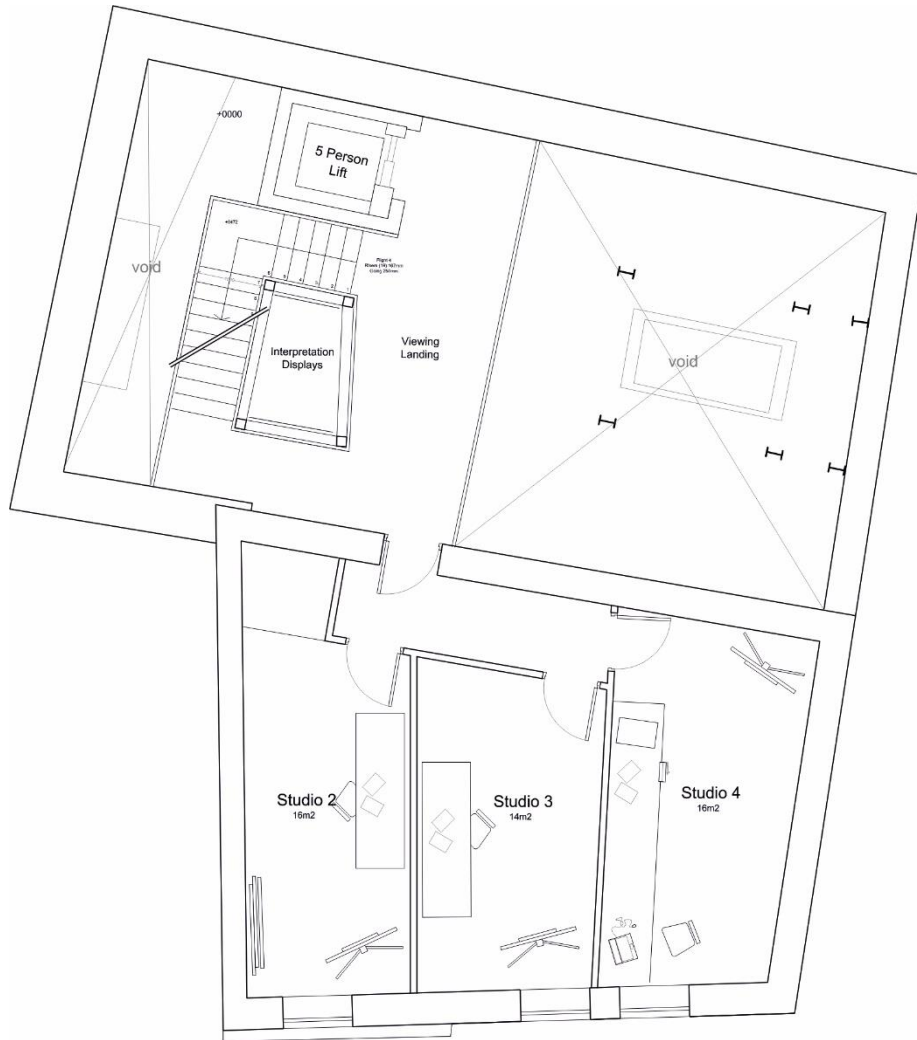 +0000
5 Person
Lift
void
Interpretation
Displays
Viewing
Landing
void
Studio 2
16m2
Studio 3
14m2
Studio 4
16m2